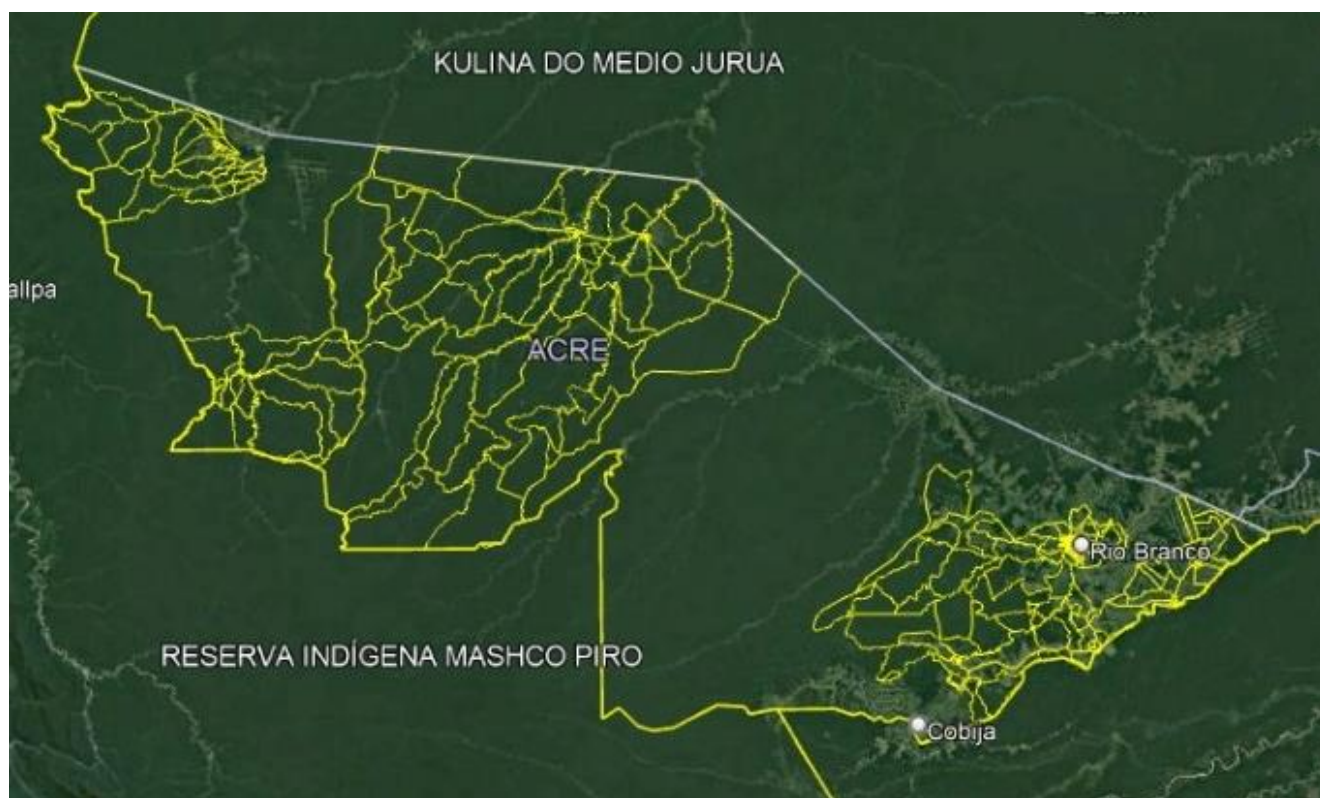 KULINA DO MEDIO JURUA
allpa
ACRE
Rio Branco
RESERVA INDÍGENA MASHCO PIRO
Cobija